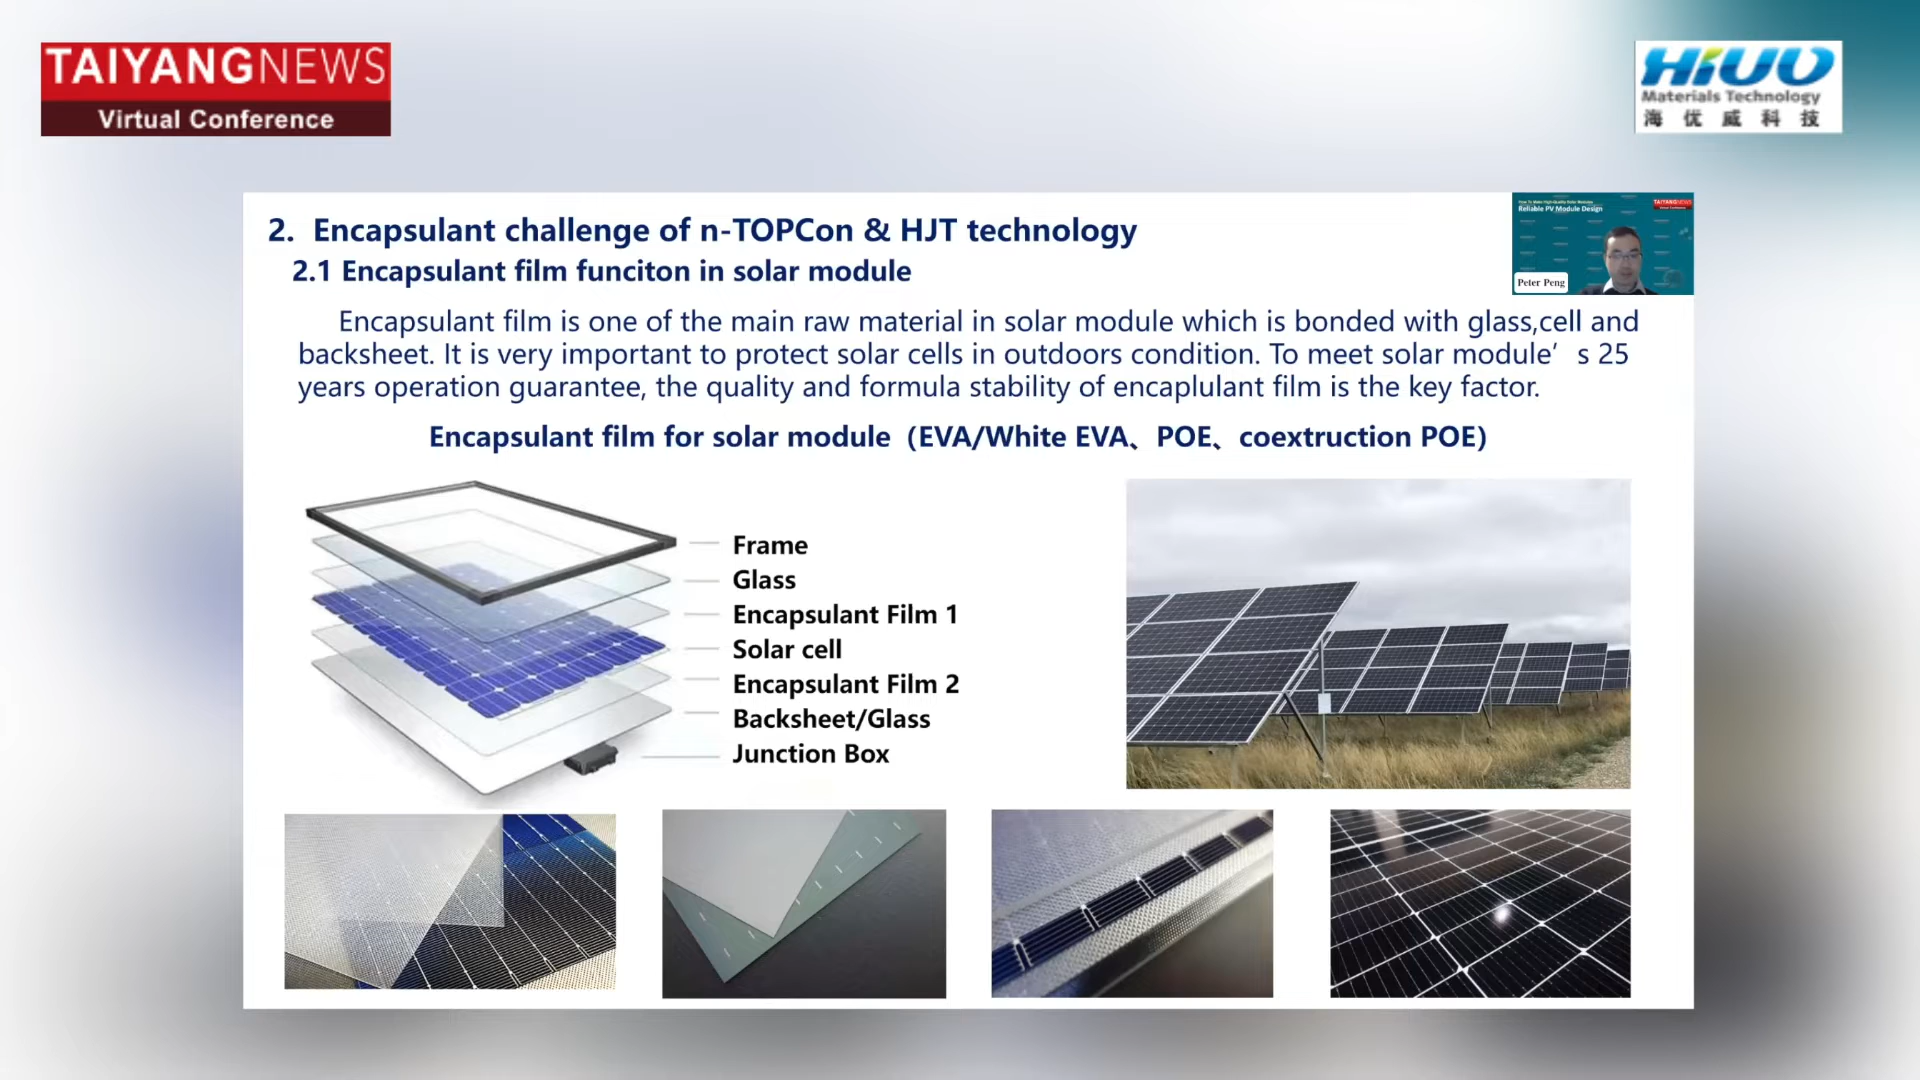 TAIYANGNEWS
Virtual Conference
HIUV
Materials Technology
海优威科技
2. Encapsulant challenge of n-TOPCon & HJT technology
2.1 Encapsulant film funciton in solar module
Reliable PV Module Design
TAIYANGNEWS
Peter Peng
Encapsulant film is one of the main raw material in solar module which is bonded with glass,cell and
backsheet. It is very important to protect solar cells in outdoors condition. To meet solar module's 25
years operation guarantee, the quality and formula stability of encaplulant film is the key factor.
Encapsulant film for solar module (EVA/White EVA、POE、coextruction POE)
Frame
Glass
Encapsulant Film 1
Solar cell
Encapsulant Film 2
Backsheet/Glass
Junction Box